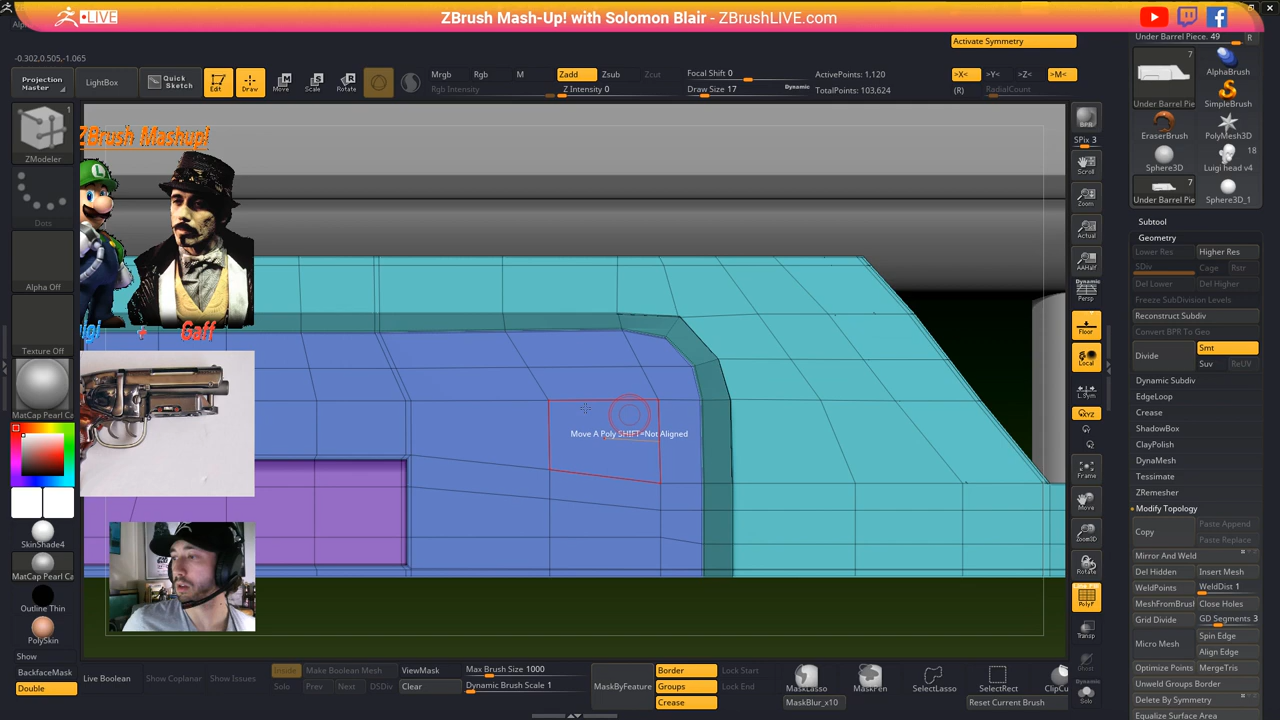 LIVE
ZBrush Mash-Up! with Solomon Blair - ZBrushLIVE.com
-0.302,0.505,-1.065
Activate Symmetry
Under Barrel Piece. 49
R
Projection
Master
LightBox
Quick
Sketch
Edit
Draw
Move
Scale
Rotate
Mrgb
Rgb
M
Rgb Intensity
Zadd
Zsub
Zcut
Z Intensity 0
Focal Shift 0
Draw Size 17
Dynamic
ActivePoints: 1,120
TotalPoints: 103,624
>X<
>Y<
>Z<
>M<
(R)
RadialCount
ZModeler
1
Dots
Alpha Off
Texture Off
MatCap Pearl Ca
SkinShade4
MatCap Pearl Ca
Outline Thin
PolySkin
Show
BackfaceMask
Double
ZBrush Mashup!
L
+
Gaff
Move A Poly SHIFT=Not Aligned
BPR
SPix 3
Scroll
Zoom
Actual
AAHalf
Dynamic
Persp
Floor
Local
L.Sym
XYZ
Frame
Move
Zoom3D
Rotate
Line Fill
PolyF
Transp
Ghost
Dynamic
Solo
7
Under Barrel Pie
AlphaBrush
SimpleBrush
EraserBrush
PolyMesh3D
18
Sphere3D
Luigi head v4
7
Under Barrel Pie
Sphere3D_1
Subtool
Geometry
Lower Res
Higher Res
SDiv
Cage
Rstr
Del Lower
Del Higher
Freeze SubDivision Levels
Reconstruct Subdiv
Convert BPR To Geo
Divide
Smt
Suv
ReUV
Dynamic Subdiv
EdgeLoop
Crease
ShadowBox
ClayPolish
DynaMesh
Tessimate
ZRemesher
Modify Topology
Copy
Paste Append
Paste Replace
Mirror And Weld
Del Hidden
Insert Mesh
WeldPoints
WeldDist 1
MeshFromBrush
Close Holes
Grid Divide
GD Segments 3
Micro Mesh
Spin Edge
Align Edge
Optimize Points
MergeTris
Unweld Groups Border
Delete By Symmetry
Equalize Surface Area
Live Boolean
Show Coplanar
Show Issues
Inside
Solo
Make Boolean Mesh
Prev
Next
DSDiv
ViewMask
Clear
Max Brush Size 1000
Dynamic Brush Scale 1
MaskByFeature
Border
Groups
Crease
Lock Start
Lock End
MaskLasso
MaskBlur_x10
MaskPen
SelectLasso
SelectRect
Reset Current Brush
ClipCu